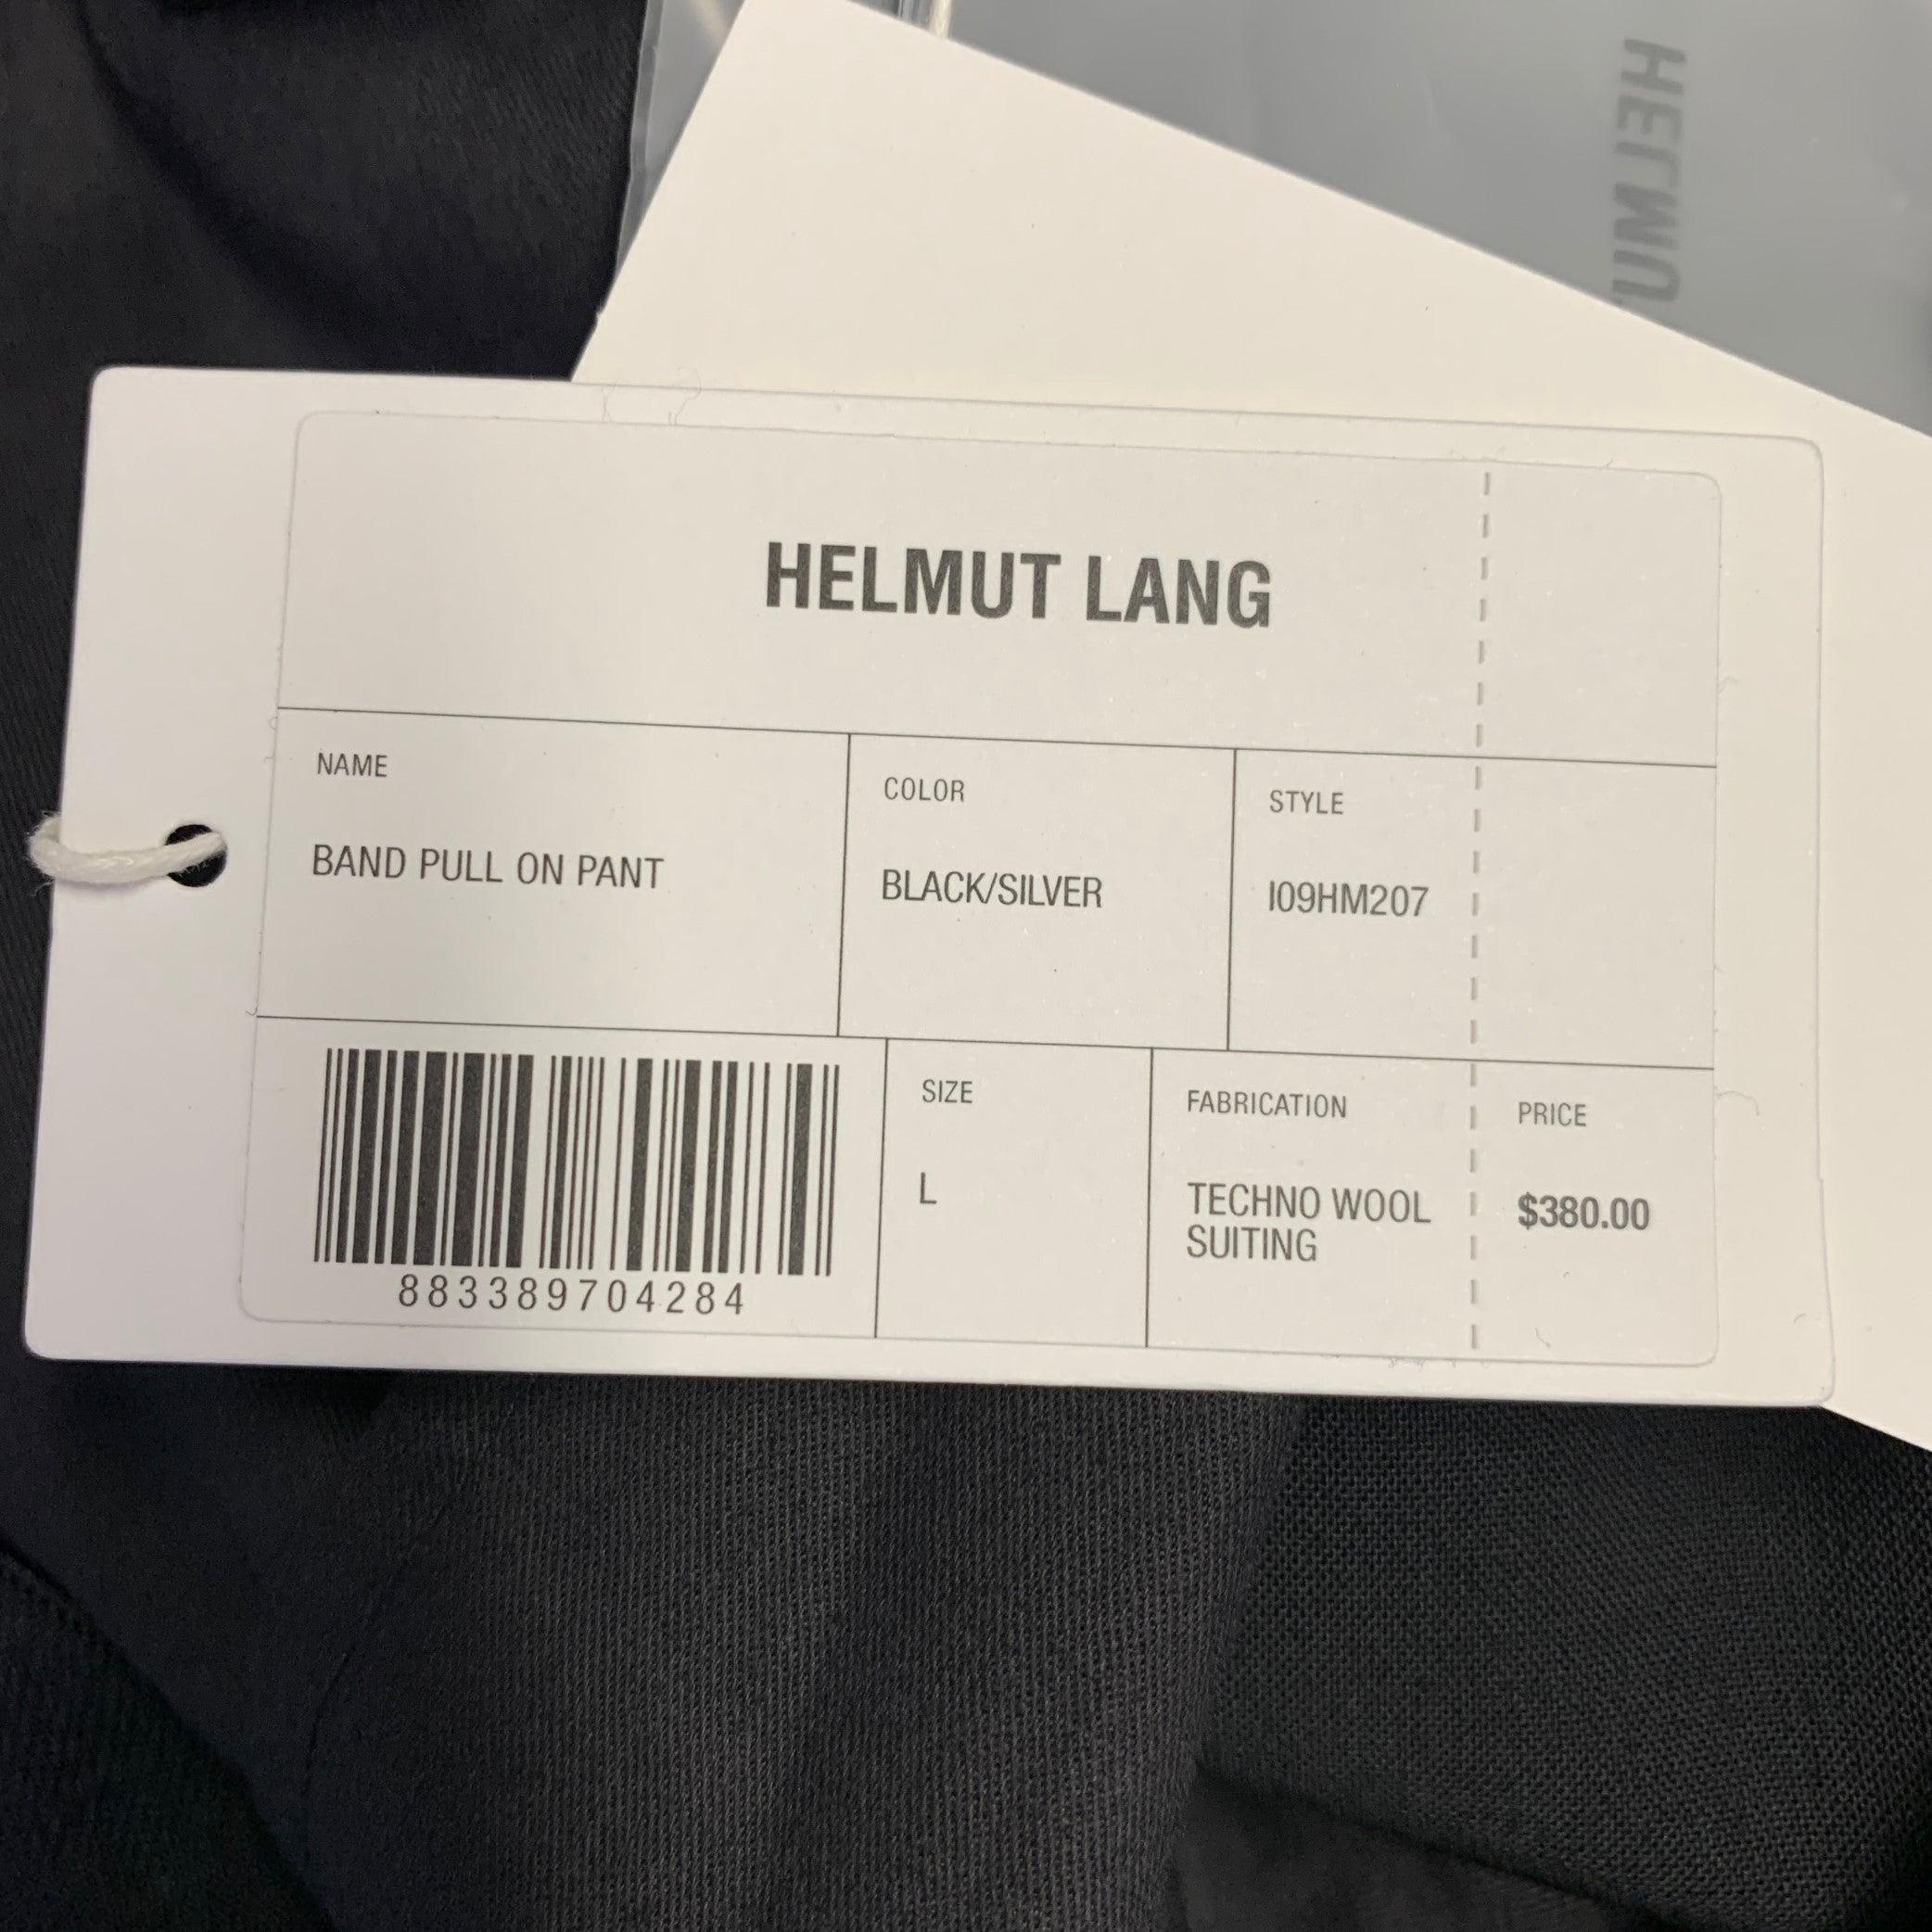 HELMUT
HELMUT LANG
NAME
BAND PULL ON PANT
COLOR
BLACK/SILVER
STYLE
I09HM207
883389704284
SIZE
L
FABRICATION
TECHNO WOOL
SUITING
PRICE
$380.00